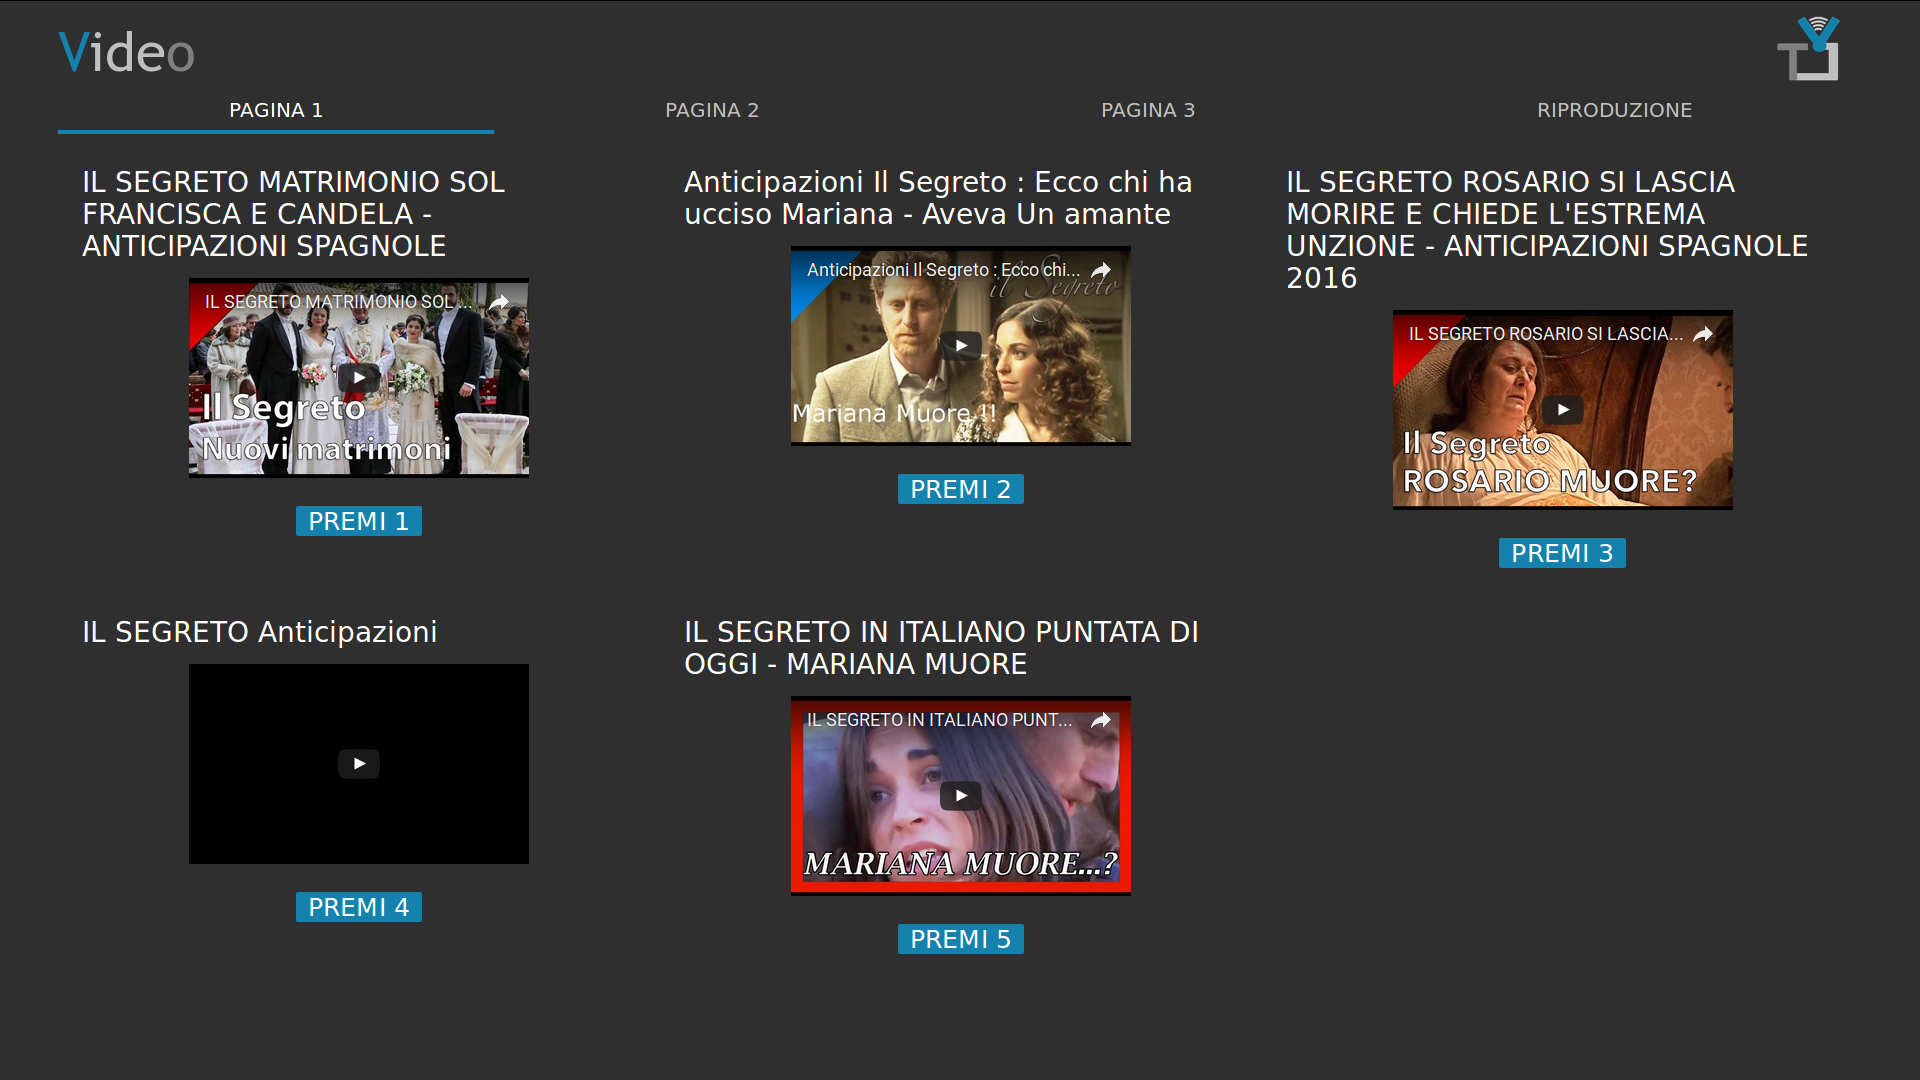 Video
PAGINA 1
PAGINA 2
PAGINA 3
RIPRODUZIONE
IL SEGRETO MATRIMONIO SOL
FRANCISCA E CANDELA -
ANTICIPAZIONI SPAGNOLE
IL SEGRETO MATRIMONIO SOL ...
Il Segreto
Nuovi matrimoni
PREMI 1
Anticipazioni Il Segreto : Ecco chi ha
ucciso Mariana - Aveva Un amante
Anticipazioni Il Segreto : Ecco chi...
il Segreto
Mariana Muore !!
PREMI 2
IL SEGRETO ROSARIO SI LASCIA
MORIRE E CHIEDE L'ESTREMA
UNZIONE - ANTICIPAZIONI SPAGNOLE
2016
IL SEGRETO ROSARIO SI LASCIA...
Il Segreto
ROSARIO MUORE?
PREMI 3
IL SEGRETO Anticipazioni
PREMI 4
IL SEGRETO IN ITALIANO PUNTATA DI
OGGI - MARIANA MUORE
IL SEGRETO IN ITALIANO PUNT...
MARIANA MUORE...?
PREMI 5